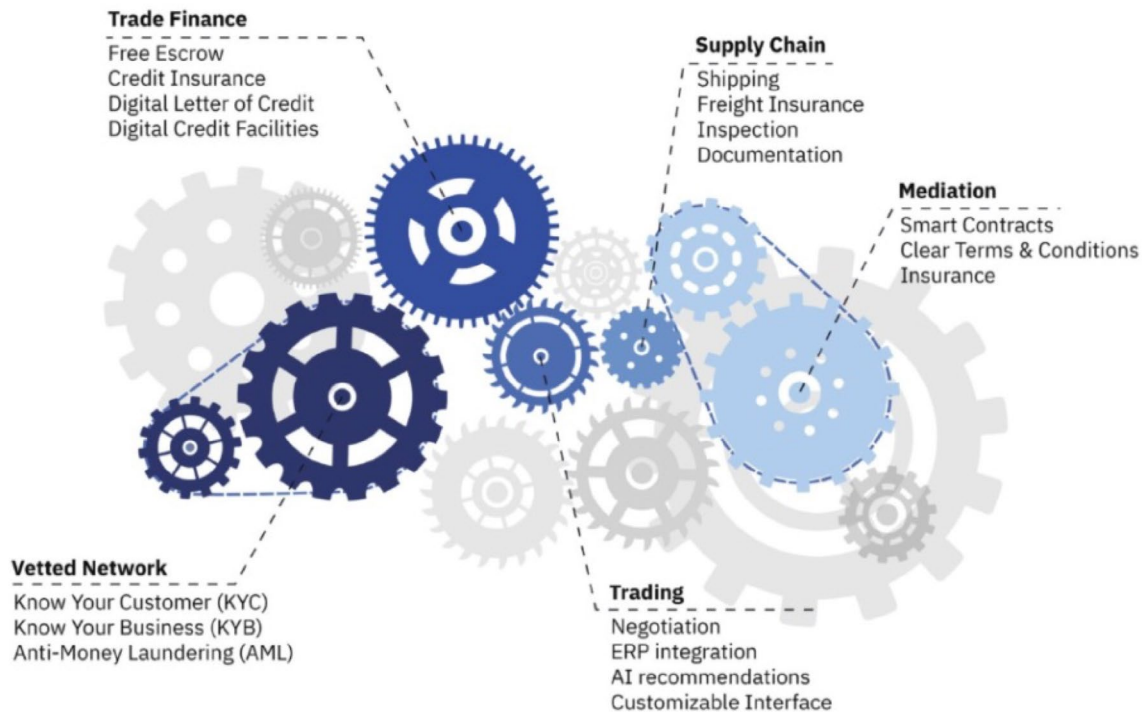 Trade Finance
Free Escrow
Credit Insurance
Digital Letter of Credit
Digital Credit Facilities
Supply Chain
Shipping
Freight Insurance
Inspection
Documentation
Mediation
Smart Contracts
Clear Terms & Conditions
Insurance
Vetted Network
Know Your Customer (KYC)
Know Your Business (KYB)
Anti-Money Laundering (AML)
Trading
Negotiation
ERP integration
AI recommendations
Customizable Interface